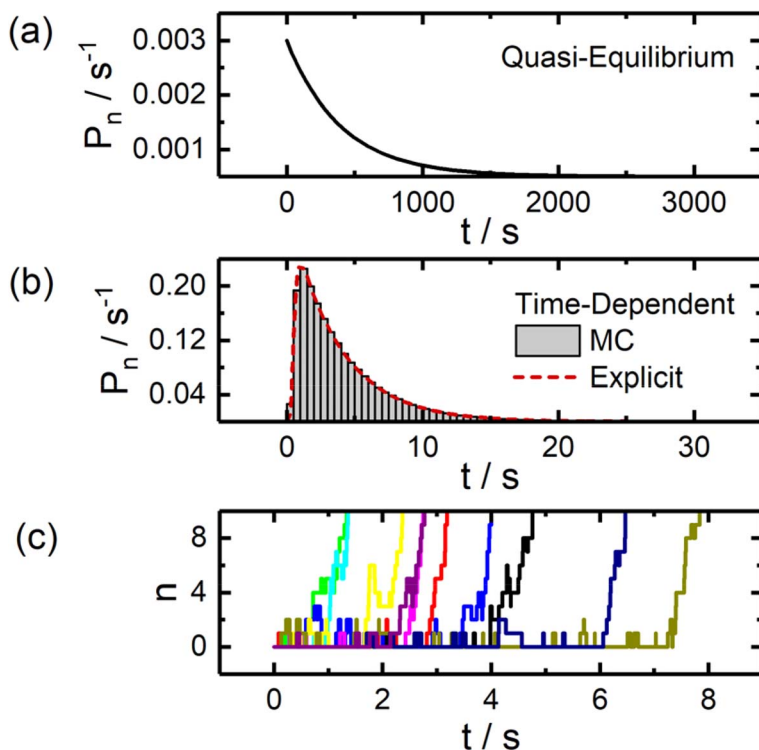 (a)
P_n / s⁻¹
0.003
0.002
0.001
Quasi-Equilibrium
0 1000 2000 3000
t / s
(b)
P_n / s⁻¹
0.20
0.12
0.04
Time-Dependent
MC
Explicit
0 10 20 30
t / s
(c)
n
8
4
0
0 2 4 6 8
t / s